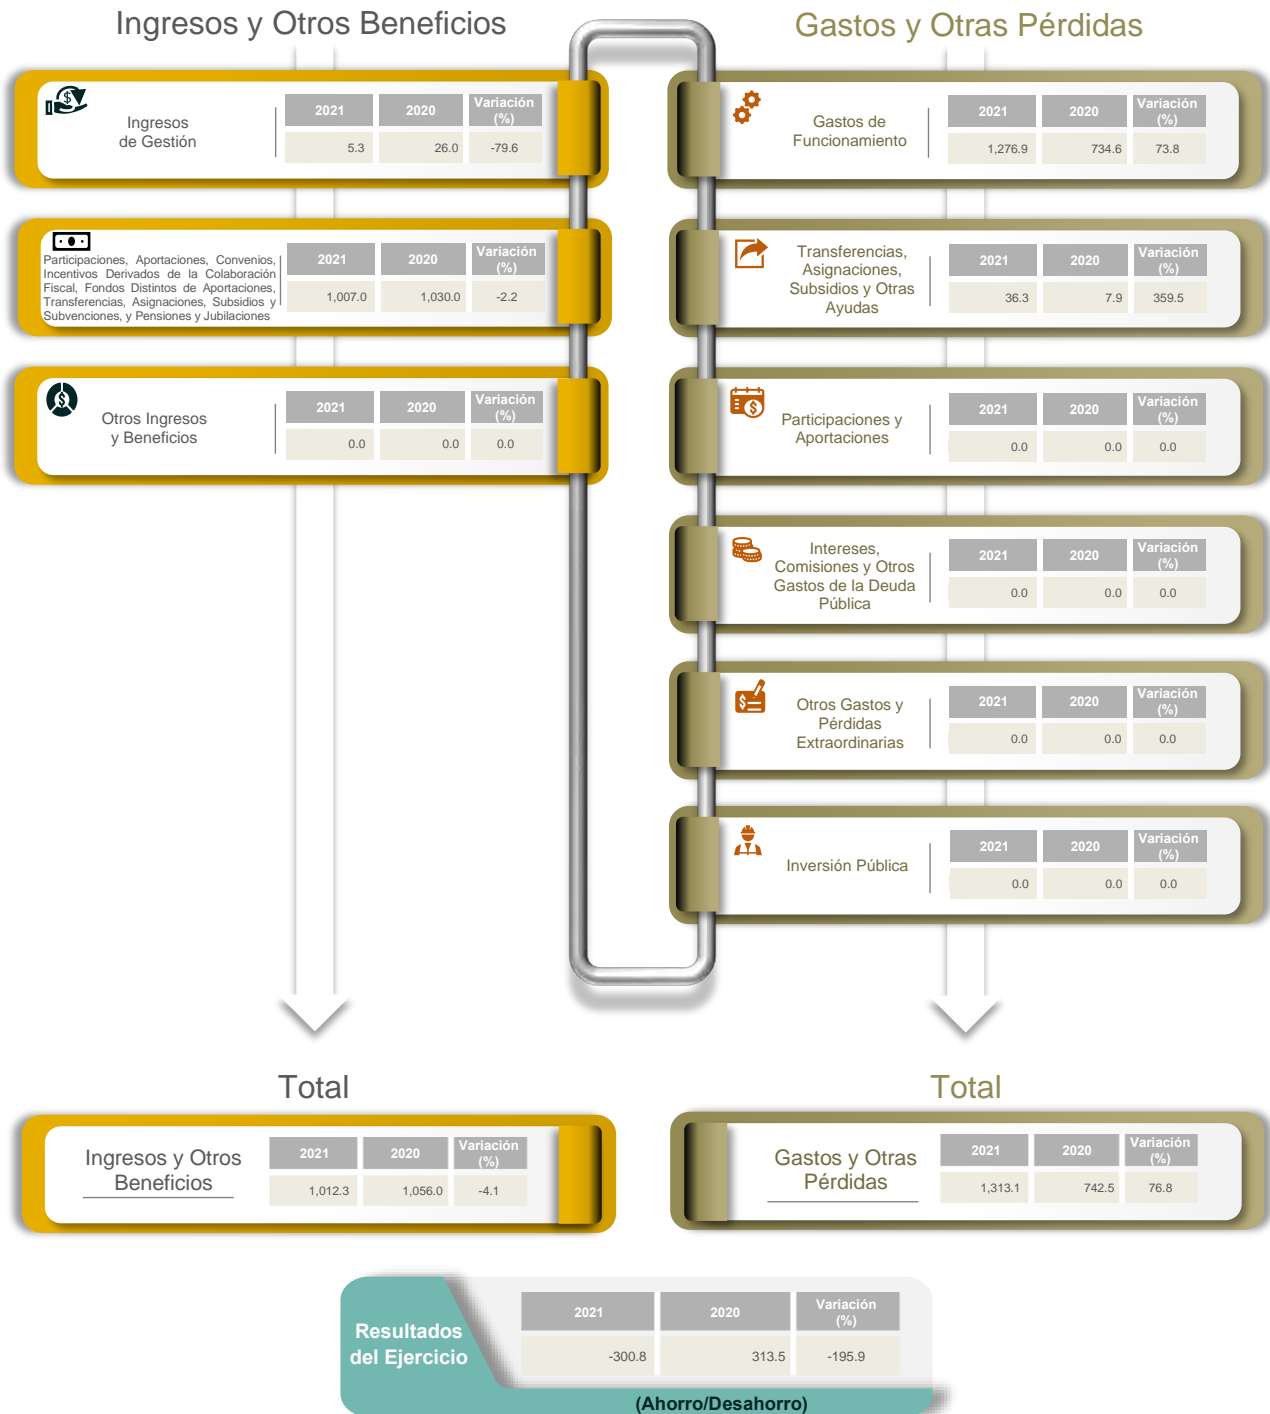 Ingresos y Otros Beneficios
Ingresos
de Gestión
2021 2020 Variación
(%)
5.3 26.0 -79.6
Participaciones, Aportaciones, Convenios,
Incentivos Derivados de la Colaboración
Fiscal, Fondos Distintos de Aportaciones,
Transferencias, Asignaciones, Subsidios y
Subvenciones, y Pensiones y Jubilaciones
2021 2020 Variación
(%)
1,007.0 1,030.0 -2.2
Otros Ingresos
y Beneficios
2021 2020 Variación
(%)
0.0 0.0 0.0
Gastos y Otras Pérdidas
Gastos de
Funcionamiento
2021 2020 Variación
(%)
1,276.9 734.6 73.8
Transferencias,
Asignaciones,
Subsidios y Otras
Ayudas
2021 2020 Variación
(%)
36.3 7.9 359.5
Participaciones y
Aportaciones
2021 2020 Variación
(%)
0.0 0.0 0.0
Intereses,
Comisiones y Otros
Gastos de la Deuda
Pública
2021 2020 Variación
(%)
0.0 0.0 0.0
Otros Gastos y
Pérdidas
Extraordinarias
2021 2020 Variación
(%)
0.0 0.0 0.0
Inversión Pública
2021 2020 Variación
(%)
0.0 0.0 0.0
Total
Ingresos y Otros
Beneficios
2021 2020 Variación
(%)
1,012.3 1,056.0 -4.1
Total
Gastos y Otras
Pérdidas
2021 2020 Variación
(%)
1,313.1 742.5 76.8
Resultados
del Ejercicio
2021 2020 Variación
(%)
-300.8 313.5 -195.9
(Ahorro/Desahorro)